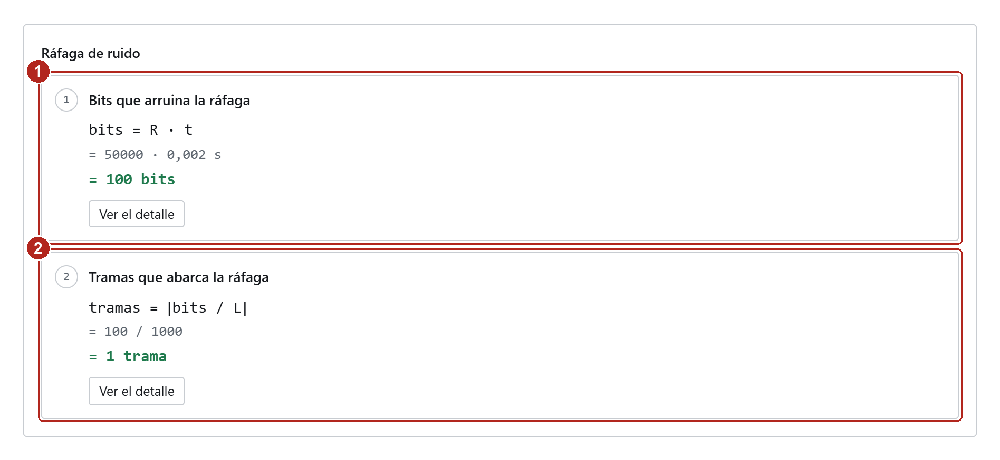 Ráfaga de ruido
1
1 Bits que arruina la ráfaga
bits = R · t
= 50000 · 0,002 s
= 100 bits
Ver el detalle
2
2 Tramas que abarca la ráfaga
tramas = ⌈bits / L⌉
= 100 / 1000
= 1 trama
Ver el detalle